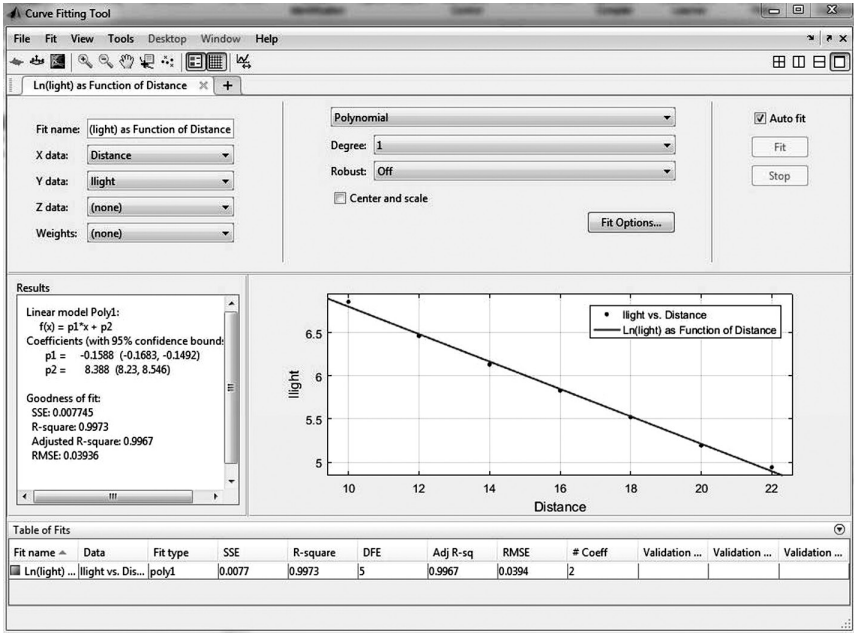 Curve Fitting Tool
File Fit View Tools Desktop Window Help
Ln(light) as Function of Distance
Fit name: (light) as Function of Distance
X data: Distance
Y data: llight
Z data: (none)
Weights: (none)
Polynomial
Degree: 1
Robust: Off
Center and scale
Fit Options...
Auto fit
Fit
Stop
Results
Linear model Poly1:
f(x) = p1*x + p2
Coefficients (with 95% confidence bounds
p1 = -0.1588 (-0.1683, -0.1492)
p2 = 8.388 (8.23, 8.546)
Goodness of fit:
SSE: 0.007745
R-square: 0.9973
Adjusted R-square: 0.9967
RMSE: 0.03936
llight vs. Distance
Ln(light) as Function of Distance
6.5
6
5.5
5
llight
10 12 14 16 18 20 22
Distance
Table of Fits
Fit name Data Fit type SSE R-square DFE Adj R-sq RMSE # Coeff Validation ... Validation ... Validation ...
Ln(light) ... llight vs. Dis... poly1 0.0077 0.9973 5 0.9967 0.0394 2